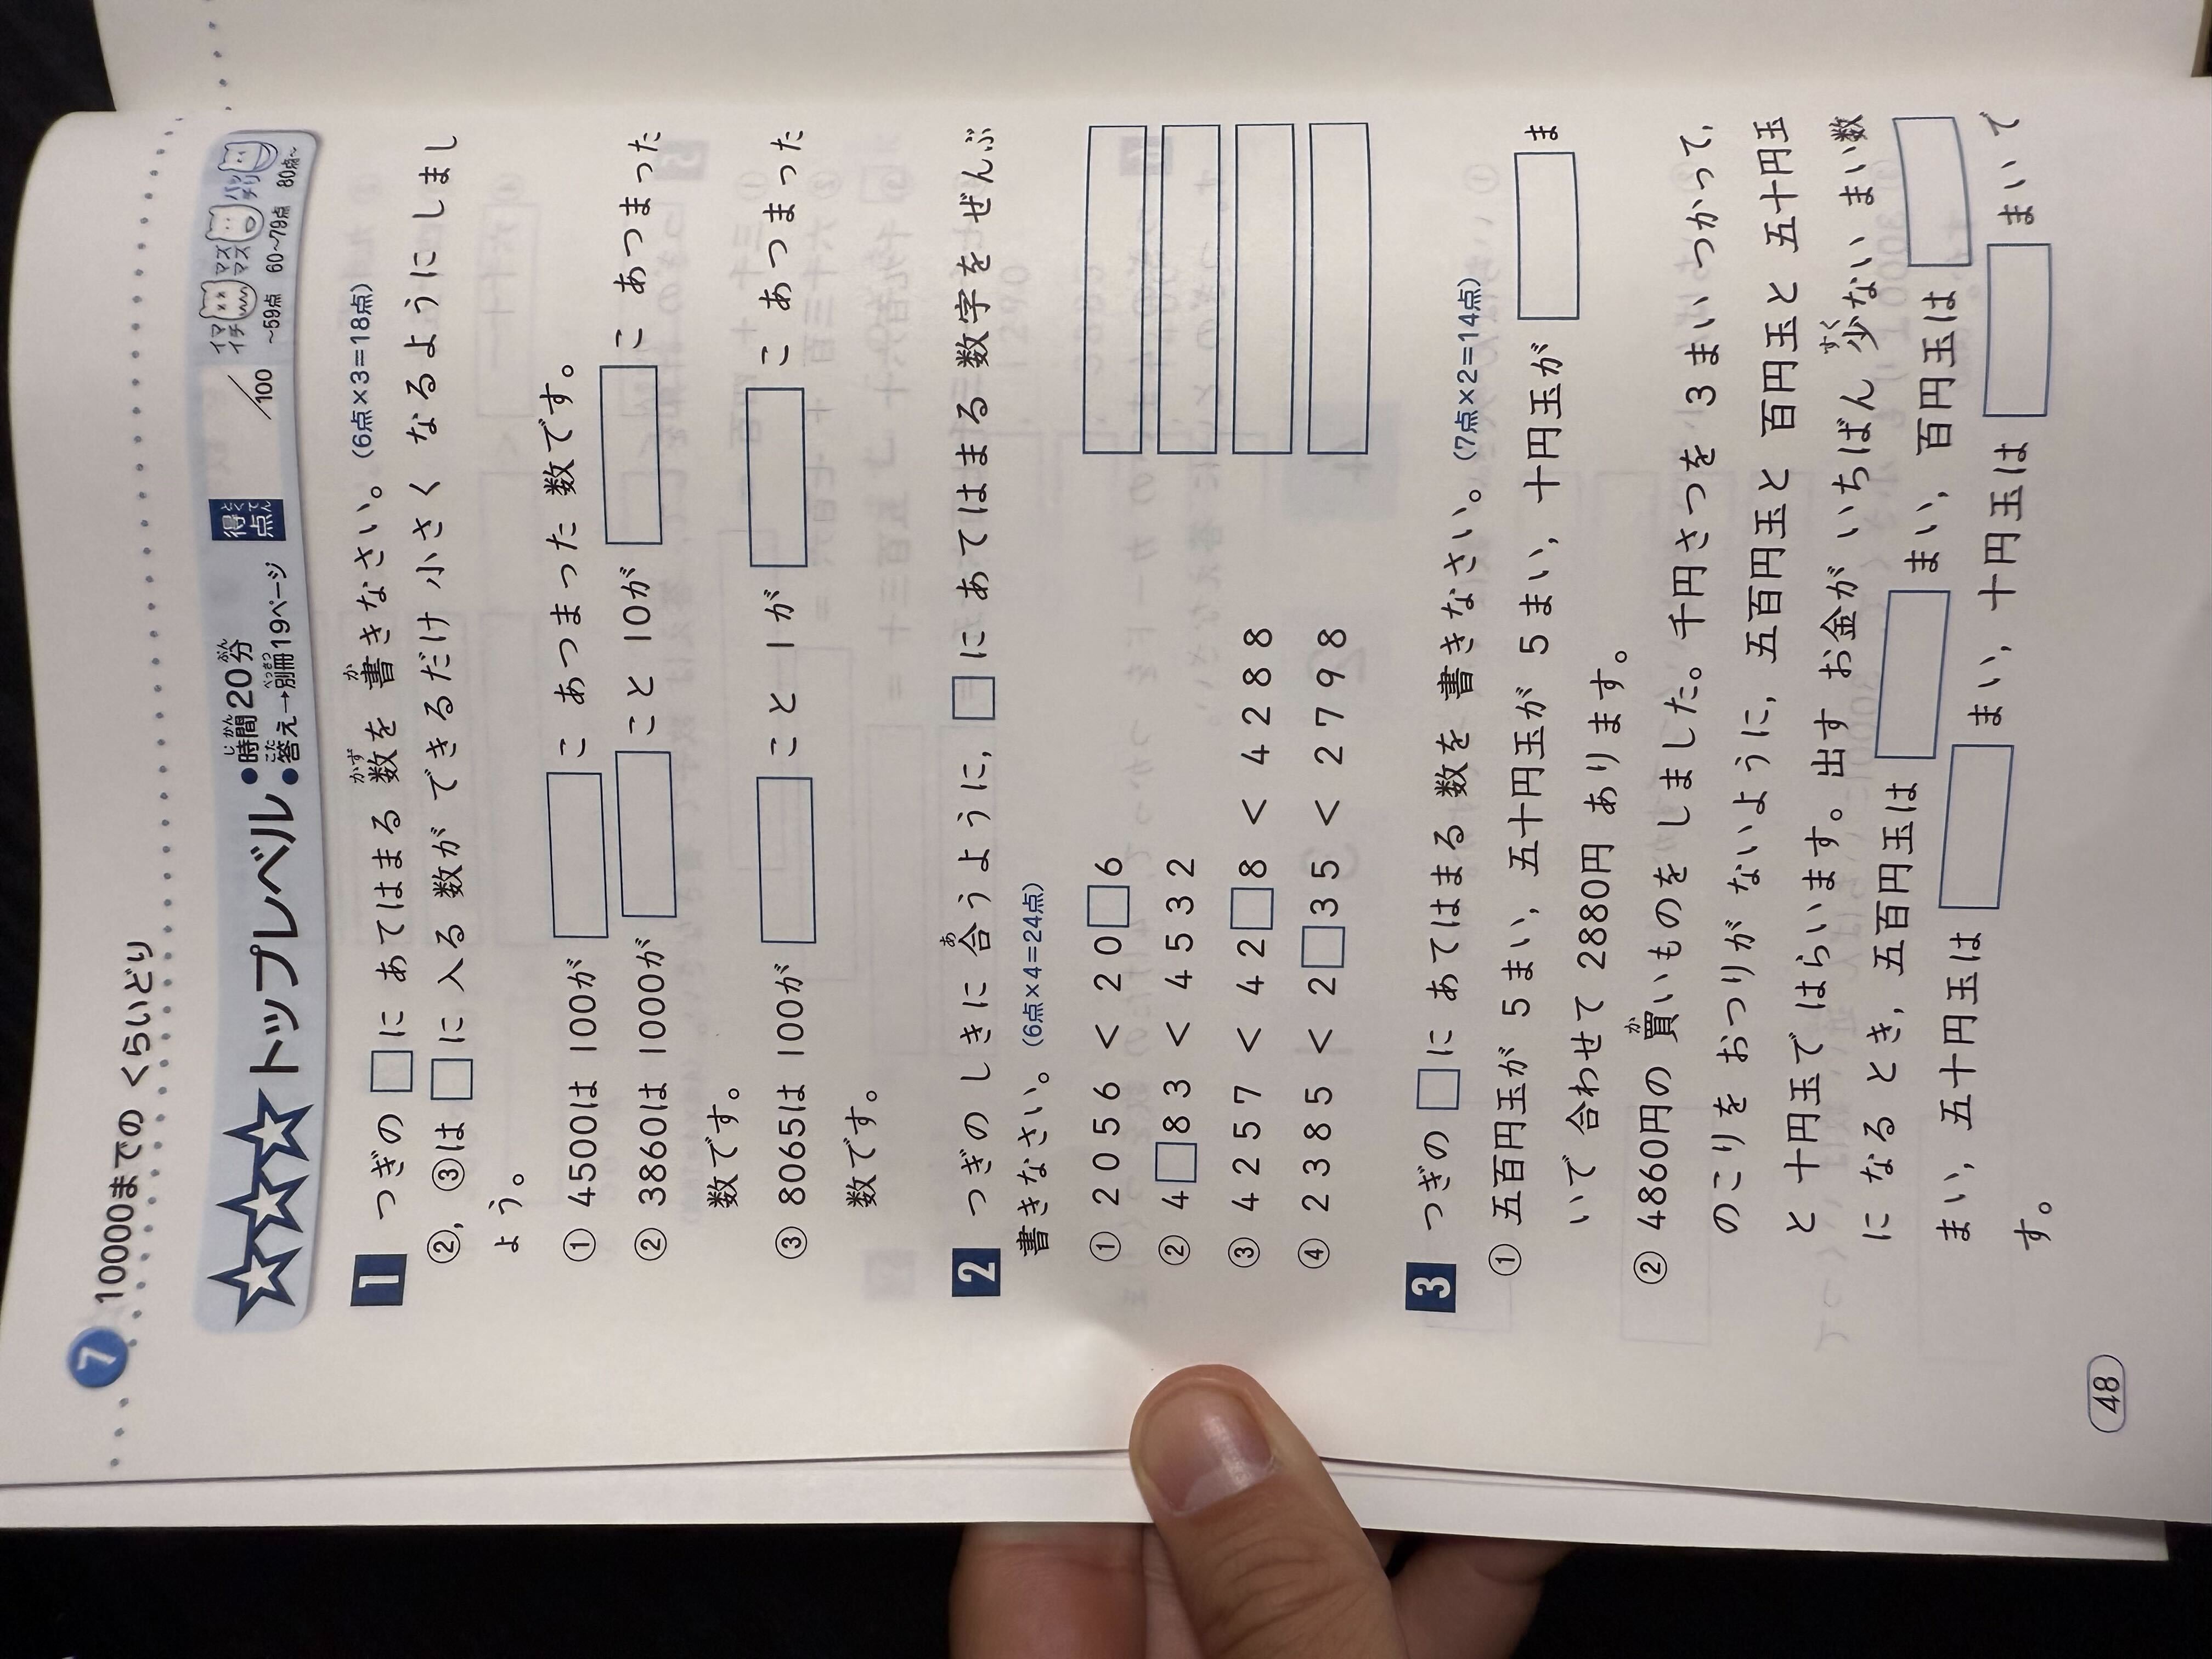 7 10000までの くらいどり
☆☆☆トップレベル
●時間20分
●答え→別冊19ページ
得点
/100
イマイチ ~59点
マズマズ 60~79点
バッチリ 80点~
1 つぎの □に あてはまる 数を 書きなさい。(6点×3=18点)
②, ③は □に 入る 数が できるだけ 小さく なるように しまし
ょう。
① 4500は 100が □ こ あつまった 数です。
② 3860は 1000が □ こと 10が □ こ あつまった
数です。
③ 8065は 100が □ こと 1が □ こ あつまった
数です。
2 つぎの しきに 合うように, □に あてはまる 数字を ぜんぶ
書きなさい。(6点×4=24点)
① 2056 < 20□6
② 4□83 < 4532
③ 4257 < 42□8 < 4288
④ 2385 < 2□35 < 2798
3 つぎの □に あてはまる 数を 書きなさい。(7点×2=14点)
① 五百円玉が 5まい, 五十円玉が 5まい, 十円玉が □ ま
いで 合わせて 2880円 あります。
② 4860円の 買いものを しました。千円さつを 3まい つかって,
のこりを おつりが ないように, 五百円玉と 百円玉と 五十円玉
と 十円玉で はらいます。出す お金が いちばん 少ない まい数
に なる とき, 五百円玉は □ まい, 百円玉は □
まい, 五十円玉は □ まい, 十円玉は □ まいで
す。
48